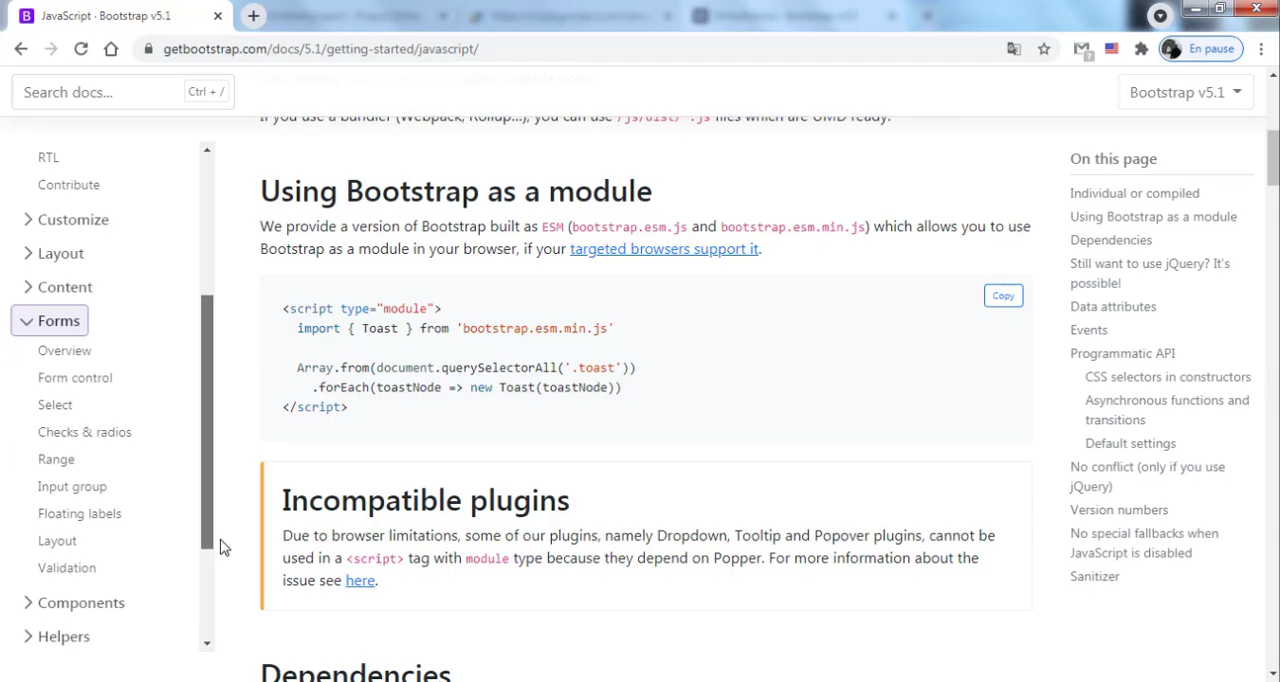 JavaScript · Bootstrap v5.1
getbootstrap.com/docs/5.1/getting-started/javascript/
En pause
Search docs...
Ctrl + /
Bootstrap v5.1
RTL
Contribute
Customize
Layout
Content
Forms
Overview
Form control
Select
Checks & radios
Range
Input group
Floating labels
Layout
Validation
Components
Helpers
If you use a bundler (Webpack, Rollup...), you can use /js/dist/*.js files which are UMD ready.
Using Bootstrap as a module
We provide a version of Bootstrap built as ESM (bootstrap.esm.js and bootstrap.esm.min.js) which allows you to use
Bootstrap as a module in your browser, if your targeted browsers support it.
Copy
<script type="module">
import { Toast } from 'bootstrap.esm.min.js'
Array.from(document.querySelectorAll('.toast'))
.forEach(toastNode => new Toast(toastNode))
</script>
Incompatible plugins
Due to browser limitations, some of our plugins, namely Dropdown, Tooltip and Popover plugins, cannot be
used in a <script> tag with module type because they depend on Popper. For more information about the
issue see here.
Dependencies
On this page
Individual or compiled
Using Bootstrap as a module
Dependencies
Still want to use jQuery? It's
possible!
Data attributes
Events
Programmatic API
CSS selectors in constructors
Asynchronous functions and
transitions
Default settings
No conflict (only if you use
jQuery)
Version numbers
No special fallbacks when
JavaScript is disabled
Sanitizer